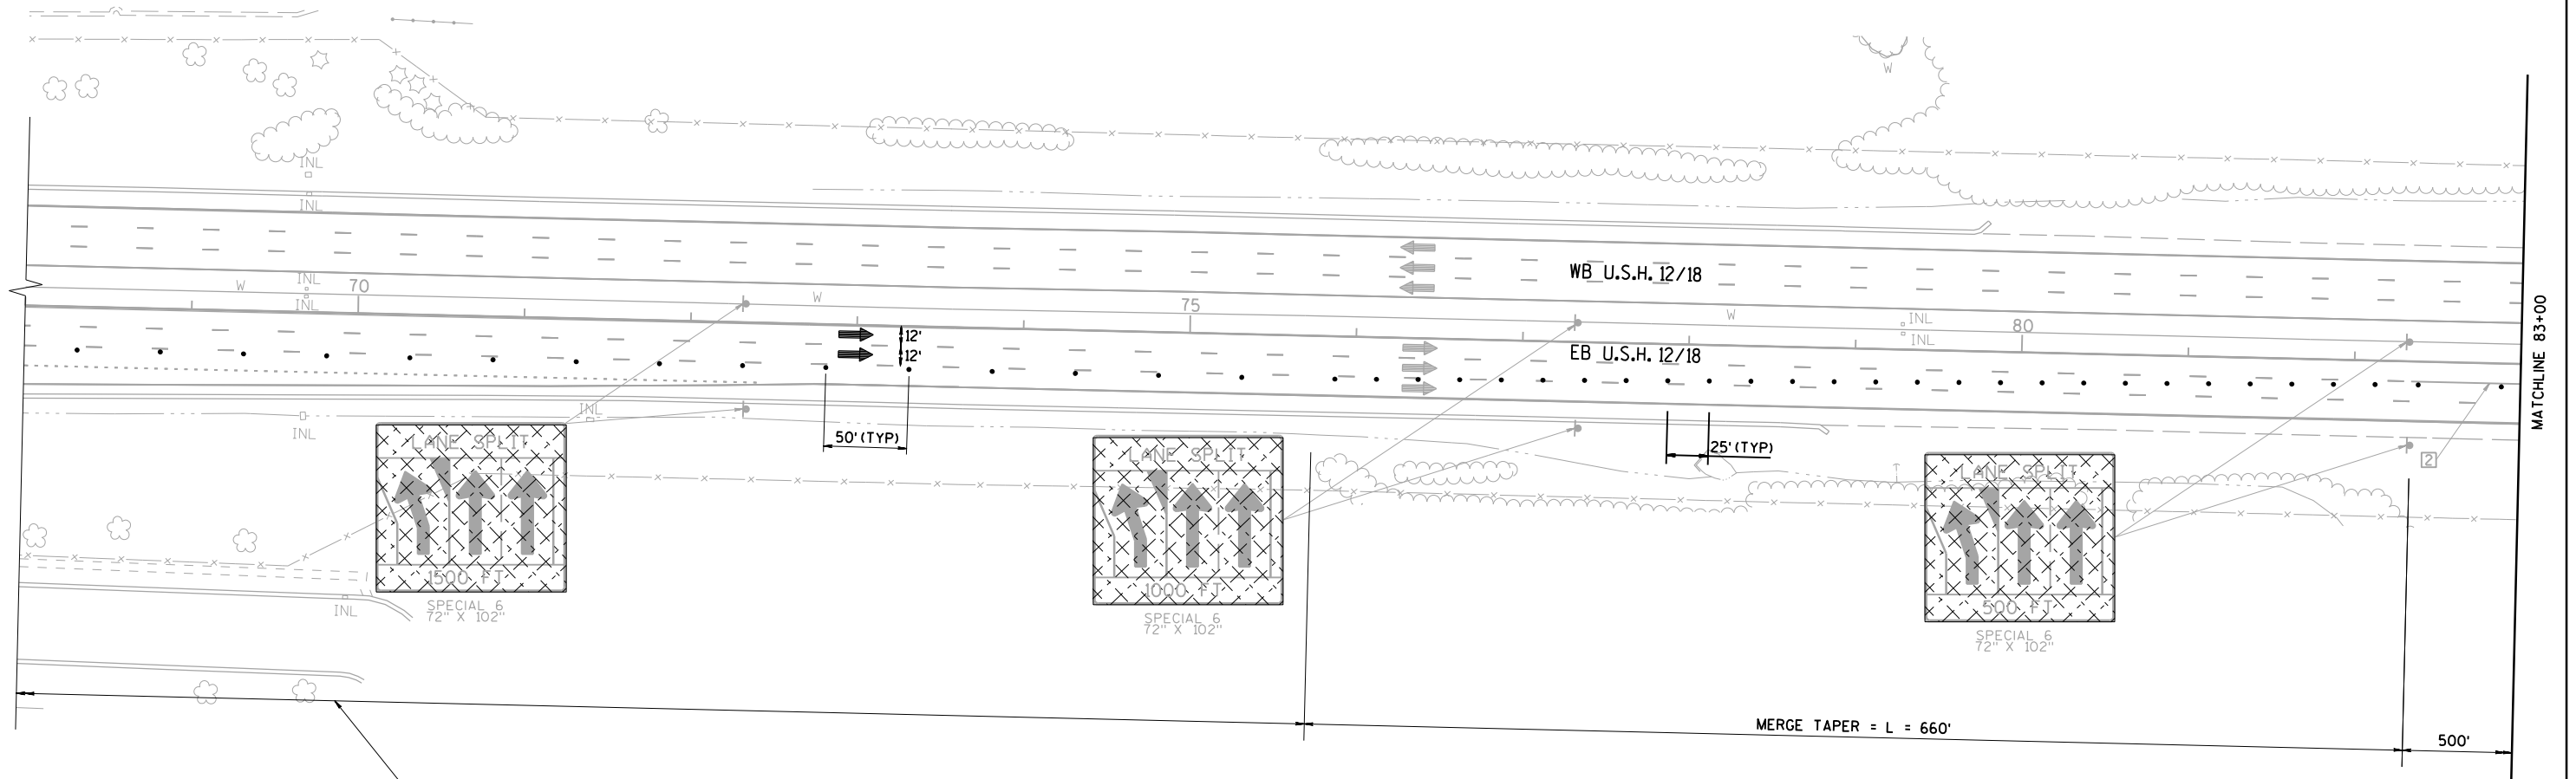 W
INL
INL
INL
70
W
INL
W
75
WB U.S.H. 12/18
W
INL
80
INL
12'
12'
EB U.S.H. 12/18
MATCHLINE 83+00
INL
INL
50' (TYP)
25' (TYP)
2
LANE SPLIT
1500 FT
SPECIAL 6
72" X 102"
LANE SPLIT
1000 FT
SPECIAL 6
72" X 102"
LANE SPLIT
500 FT
SPECIAL 6
72" X 102"
INL
MERGE TAPER = L = 660'
500'